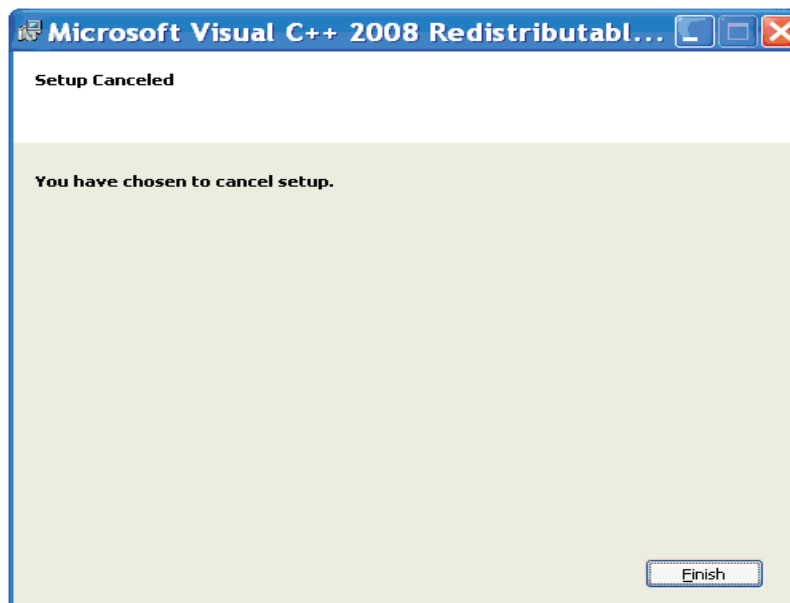 Microsoft Visual C++ 2008 Redistributabl...
Setup Canceled
You have chosen to cancel setup.
Finish